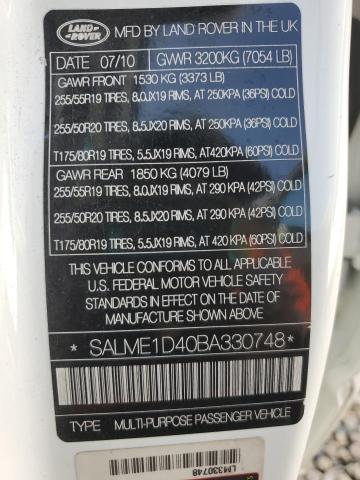 LAND ROVER
MFD BY LAND ROVER IN THE UK
DATE 07/10 GVWR 3200KG (7054 LB)
GAWR FRONT 1530 KG (3373 LB)
255/55R19 TIRES, 8.0JX19 RIMS, AT 250KPA (36PSI) COLD
255/50R20 TIRES, 8.5JX20 RIMS, AT 250KPA (36PSI) COLD
T175/80R19 TIRES, 5.5JX19 RIMS, AT420KPA (60PSI) COLD
GAWR REAR 1850 KG (4079 LB)
255/55R19 TIRES, 8.0JX19 RIMS, AT 290 KPA (42PSI) COLD
255/50R20 TIRES, 8.5JX20 RIMS, AT 290 KPA (42PSI) COLD
T175/80R19 TIRES, 5.5JX19 RIMS, AT 420 KPA (60PSI) COLD
THIS VEHICLE CONFORMS TO ALL APPLICABLE
U.S. FEDERAL MOTOR VEHICLE SAFETY
AND THEFT PREVENTION STANDARDS IN EFFECT
ON THE DATE OF MANUFACTURE SHOWN ABOVE.
* SALME1D40BA330748 *
TYPE MULTI-PURPOSE PASSENGER VEHICLE
LM330748